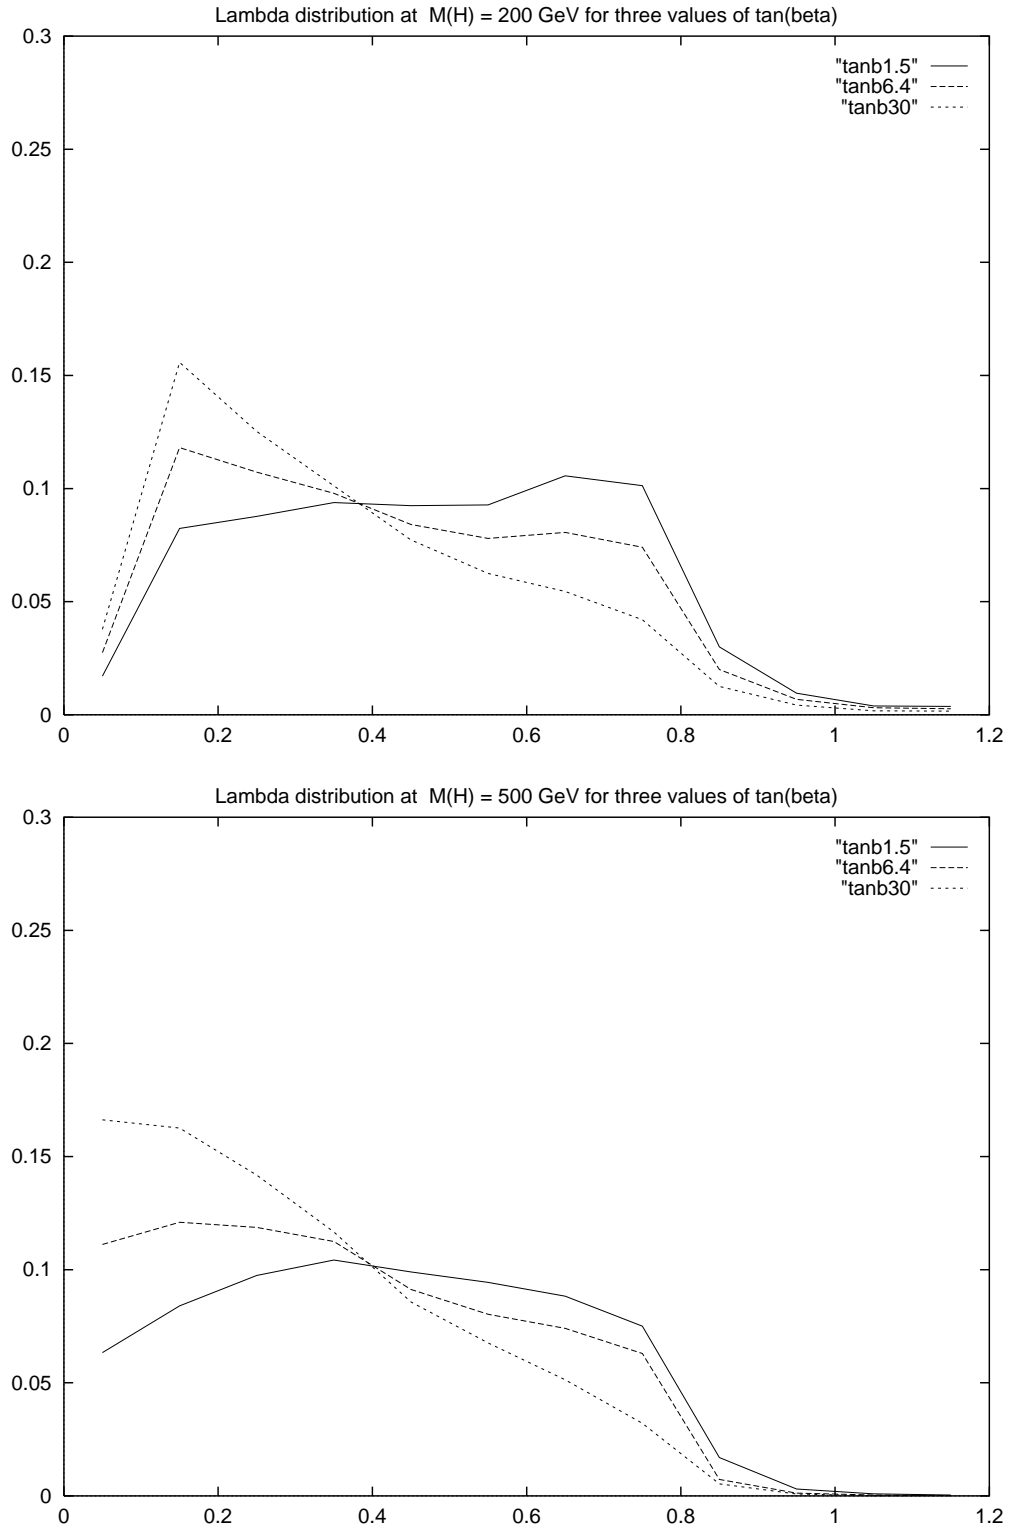 Lambda distribution at  M(H) = 200 GeV for three values of tan(beta)
0.3
"tanb1.5"
"tanb6.4"
"tanb30"
0.25
0.2
0.15
0.1
0.05
0
0 0.2 0.4 0.6 0.8 1 1.2
Lambda distribution at  M(H) = 500 GeV for three values of tan(beta)
0.3
"tanb1.5"
"tanb6.4"
"tanb30"
0.25
0.2
0.15
0.1
0.05
0
0 0.2 0.4 0.6 0.8 1 1.2